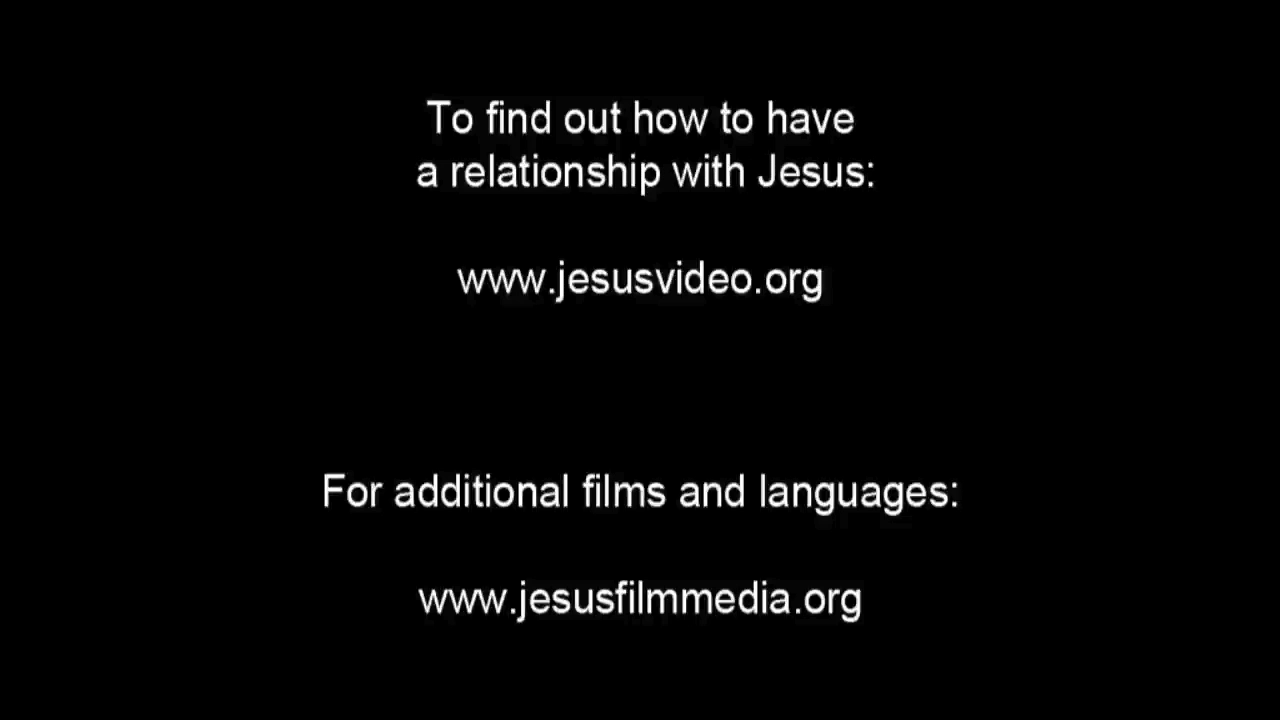 To find out how to have
a relationship with Jesus:
www.jesusvideo.org
For additional films and languages:
www.jesusfilmmedia.org